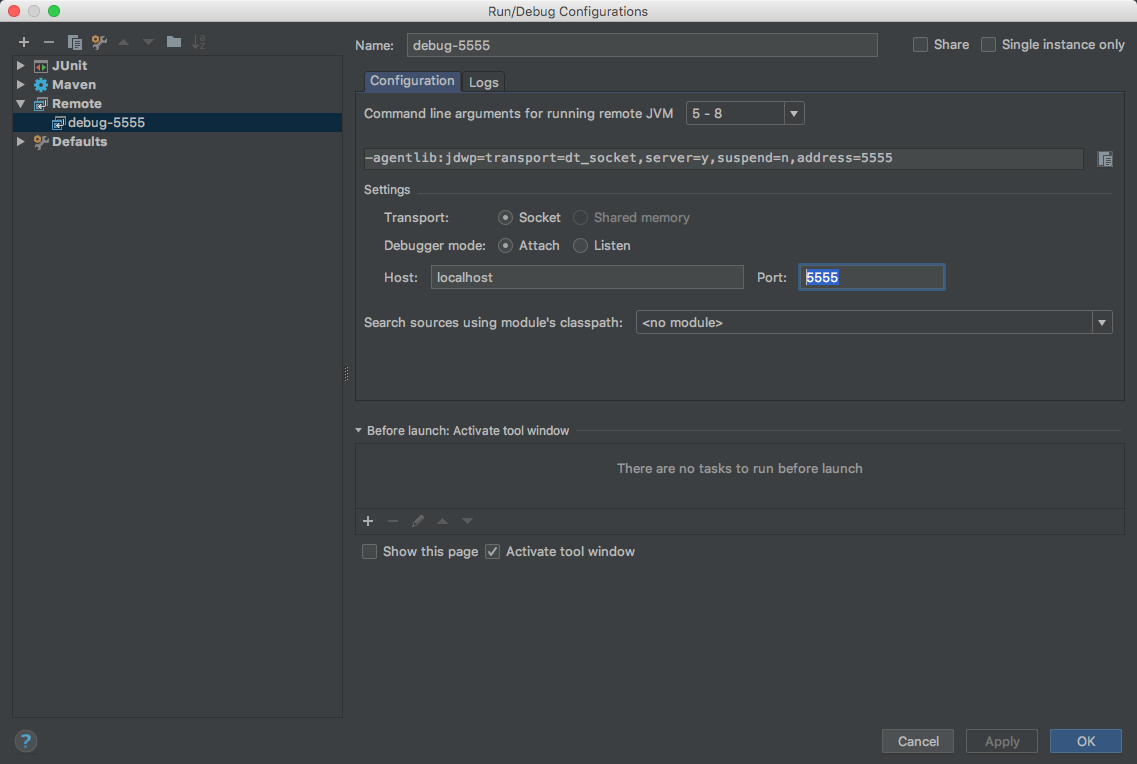 Run/Debug Configurations
JUnit
Maven
Remote
debug-5555
Defaults
Name: debug-5555 Share Single instance only
Configuration Logs
Command line arguments for running remote JVM 5 - 8
-agentlib:jdwp=transport=dt_socket,server=y,suspend=n,address=5555
Settings
Transport: Socket Shared memory
Debugger mode: Attach Listen
Host: localhost Port: 5555
Search sources using module's classpath: <no module>
Before launch: Activate tool window
There are no tasks to run before launch
Show this page Activate tool window
? Cancel Apply OK